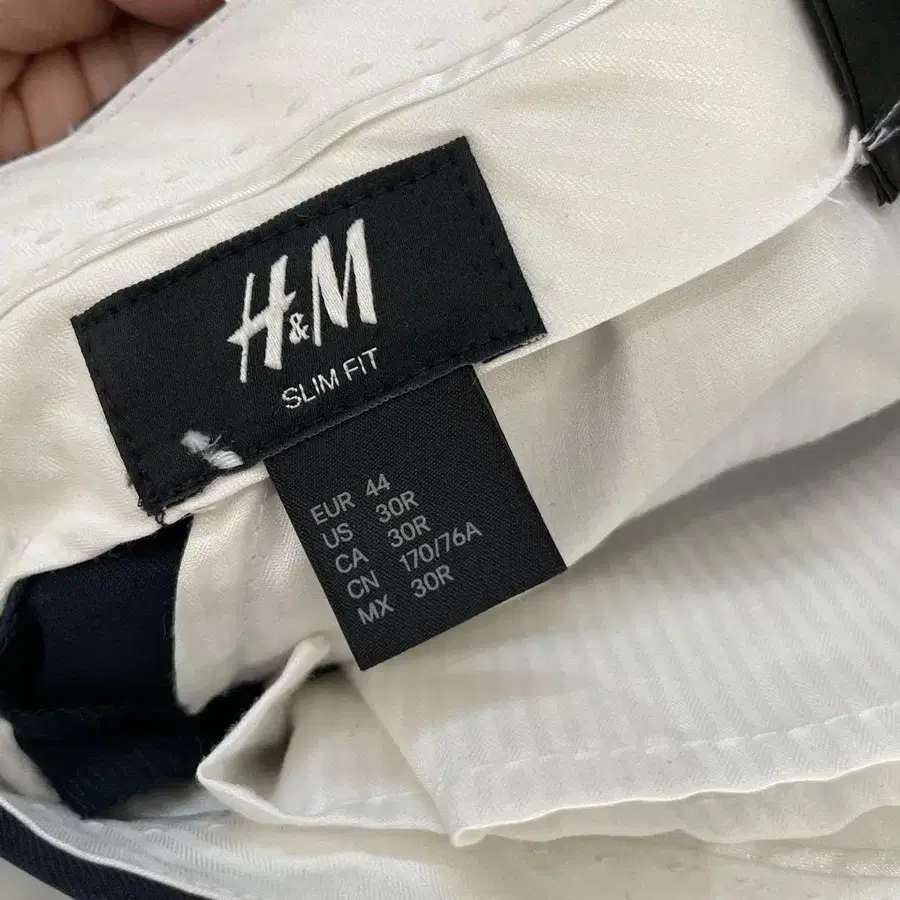 H&M
SLIM FIT
EUR 44
US 30R
CA 30R
CN 170/76A
MX 30R